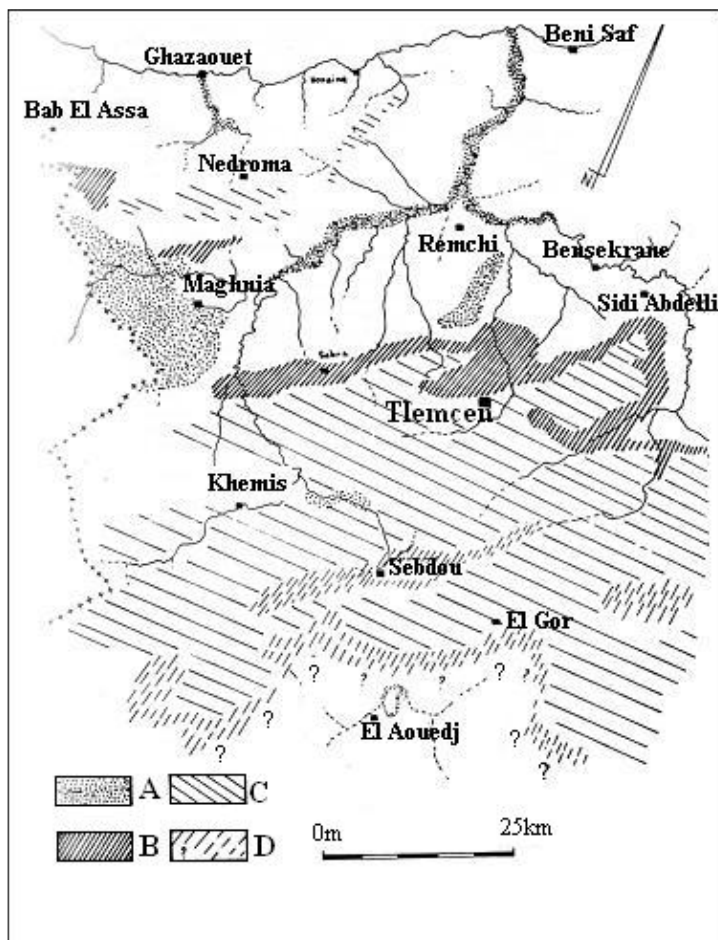 Beni Saf
Ghazaouet
Bab El Assa
Nedroma
N
Remchi
Bensekrane
Maghnia
Sidi Abdelli
Sabra
Tlemcen
Khemis
Sebdou
El Gor
?
?
?
?
?
?
?
?
El Aouedj
?
?
A
C
B
D
0m
25km